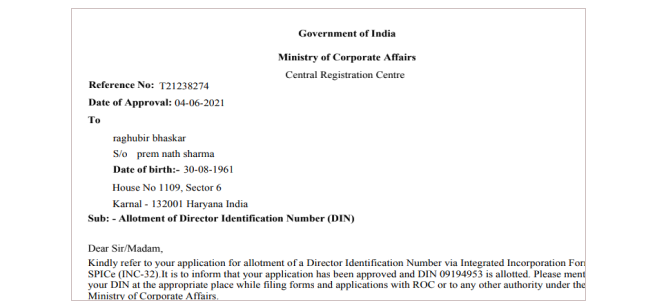 Government of India
Ministry of Corporate Affairs
Central Registration Centre
Reference No: T21238274
Date of Approval: 04-06-2021
To
raghubir bhaskar
S/o prem nath sharma
Date of birth:- 30-08-1961
House No 1109, Sector 6
Karnal - 132001 Haryana India
Sub: - Allotment of Director Identification Number (DIN)
Dear Sir/Madam,
Kindly refer to your application for allotment of a Director Identification Number via Integrated Incorporation
SPICe (INC-32).It is to inform that your application has been approved and DIN 09194953 is allotted. Please
your DIN at the appropriate place while filing forms and applications with ROC or to any other authority under the
Ministry of Corporate Affairs.